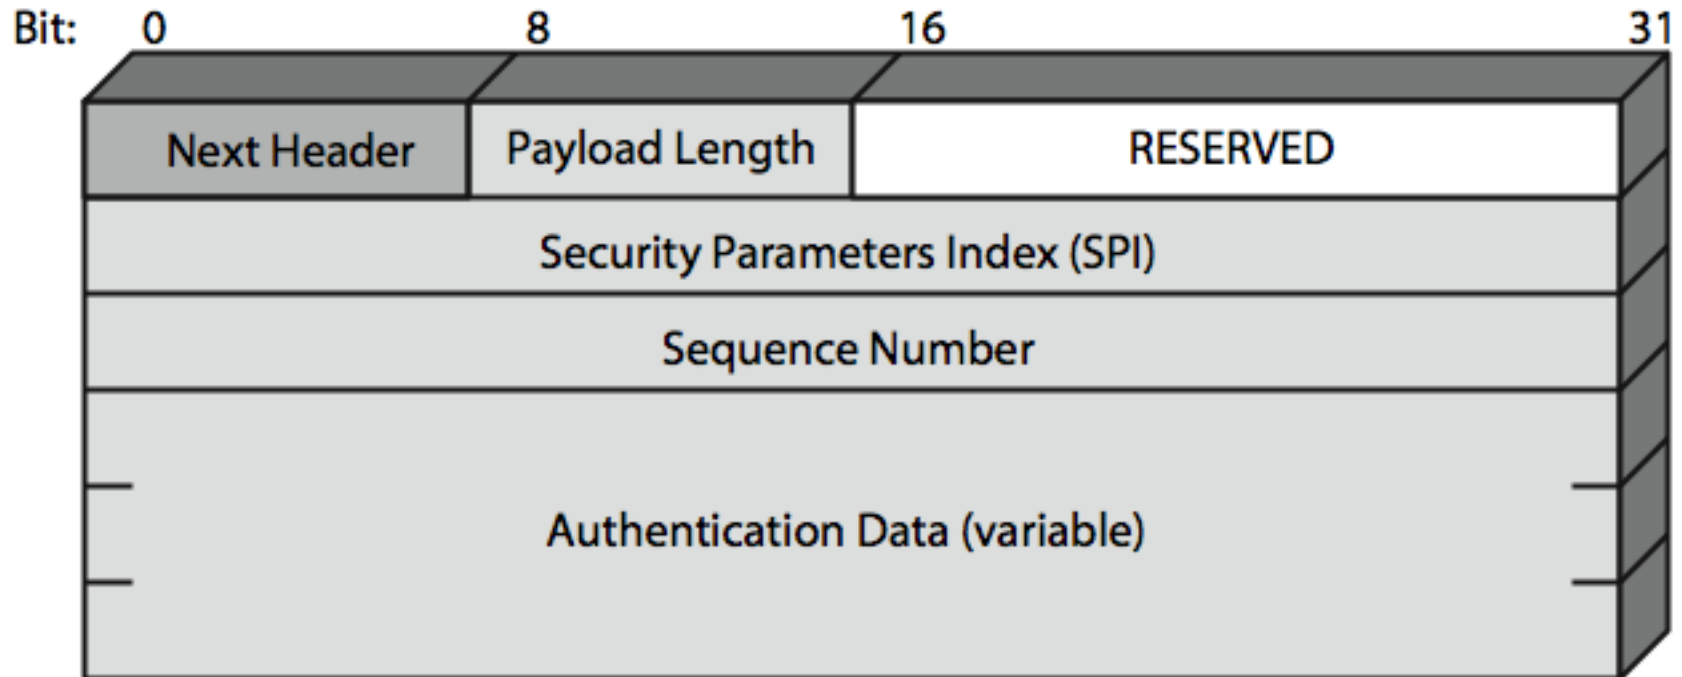 Bit: 0 8 16 31
Next Header Payload Length RESERVED
Security Parameters Index (SPI)
Sequence Number
Authentication Data (variable)